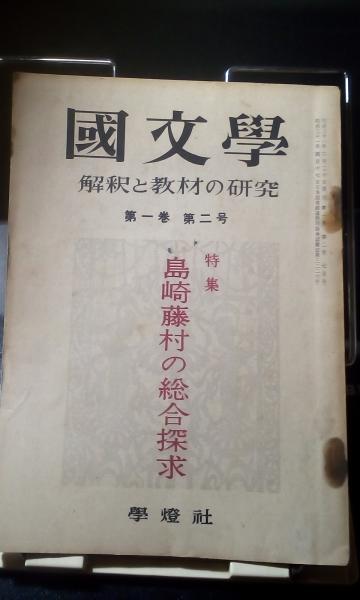 國文學
解釈と教材の研究
第一巻 第二号
特集
島崎藤村の総合探求
學燈社